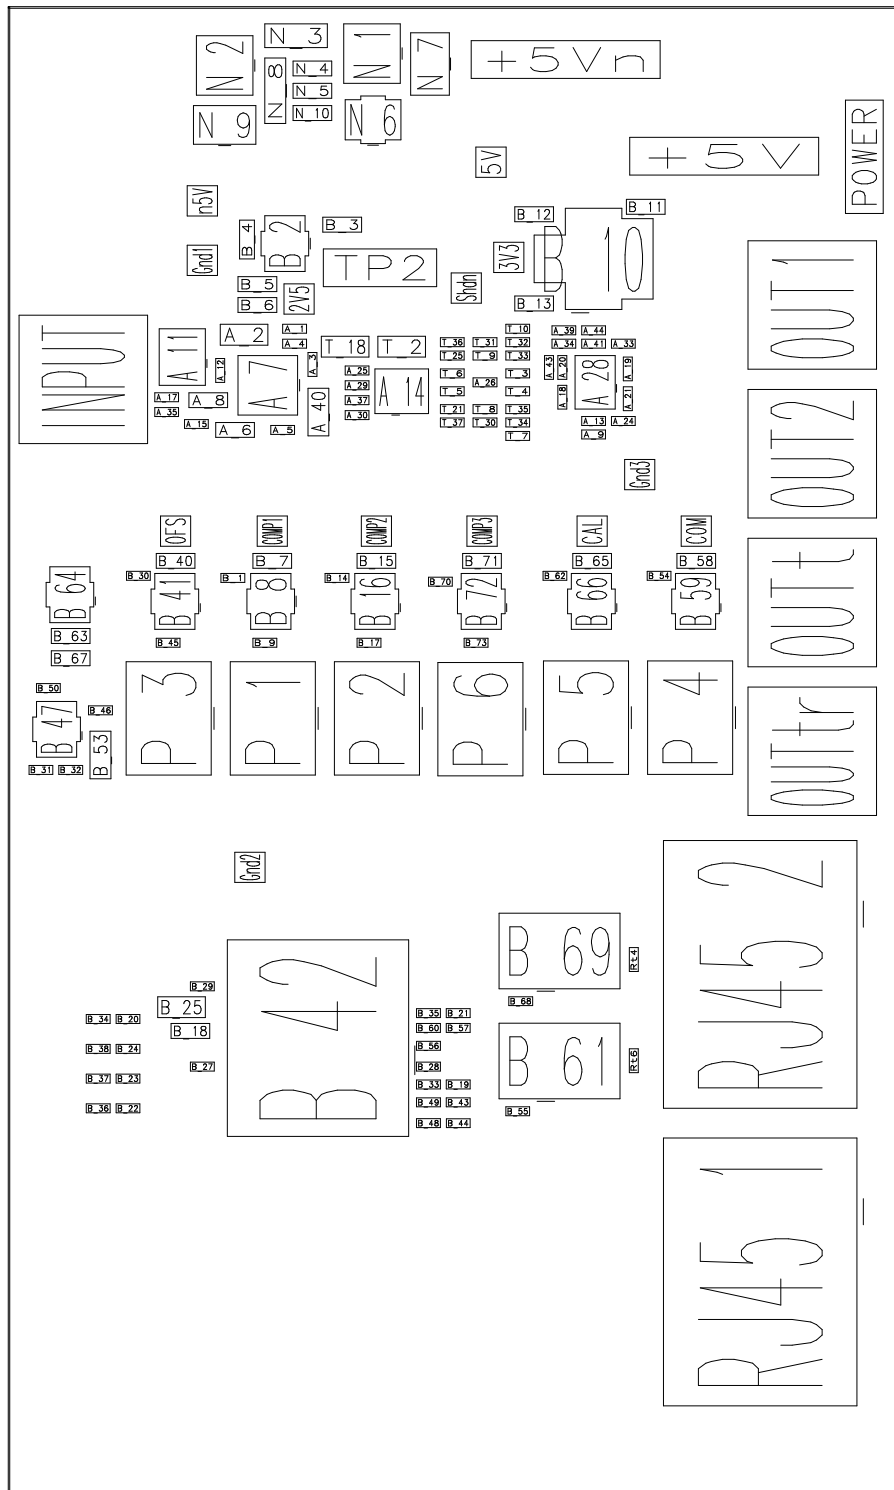 N 2
N 3
N 1
N 7
+5Vn
N 8
N 4
N 5
N 10
N 9
N 6
POWER
5V
+5V
n5V
B 4
B 2
B 3
B 12
B 11
Gnd1
TP2
3V3
B 10
OUT1
B 5
B 6
2V5
Shdn
B 13
INPUT
A 11
A 2
A 1
A 4
T 18
T 2
T 36
T 31
T 10
T 32
A 39
A 44
A 34
A 41
A 33
A 12
A 7
A 3
A 25
A 14
T 25
T 9
T 33
A 43
A 20
A 28
A 19
A 29
T 6
A 26
T 3
A 17
A 8
A 40
A 37
T 5
T 4
A 18
A 21
OUT2
A 35
A 30
T 21
T 8
T 35
A 15
A 6
A 5
T 37
T 30
T 34
A 13
A 24
T 7
A 9
Gnd3
OFS
COMP1
COMP2
COMP3
CAL
COM
B 40
B 7
B 15
B 71
B 65
B 58
B 64
B 30
B 41
B 1
B 8
B 14
B 16
B 70
B 72
B 62
B 66
B 54
B 59
OUTt
B 63
B 45
B 9
B 17
B 73
B 67
B 50
P 3
P 1
P 2
P 6
P 5
P 4
B 47
B 46
B 53
OUTtr
B 31
B 32
Gnd2
RJ45 2
B 42
B 69
Rt4
B 29
B 25
B 68
B 34
B 20
B 18
B 35
B 21
B 60
B 57
B 61
Rt6
B 38
B 24
B 56
B 27
B 28
B 37
B 23
B 33
B 19
B 36
B 22
B 49
B 43
B 55
B 48
B 44
RJ45 1